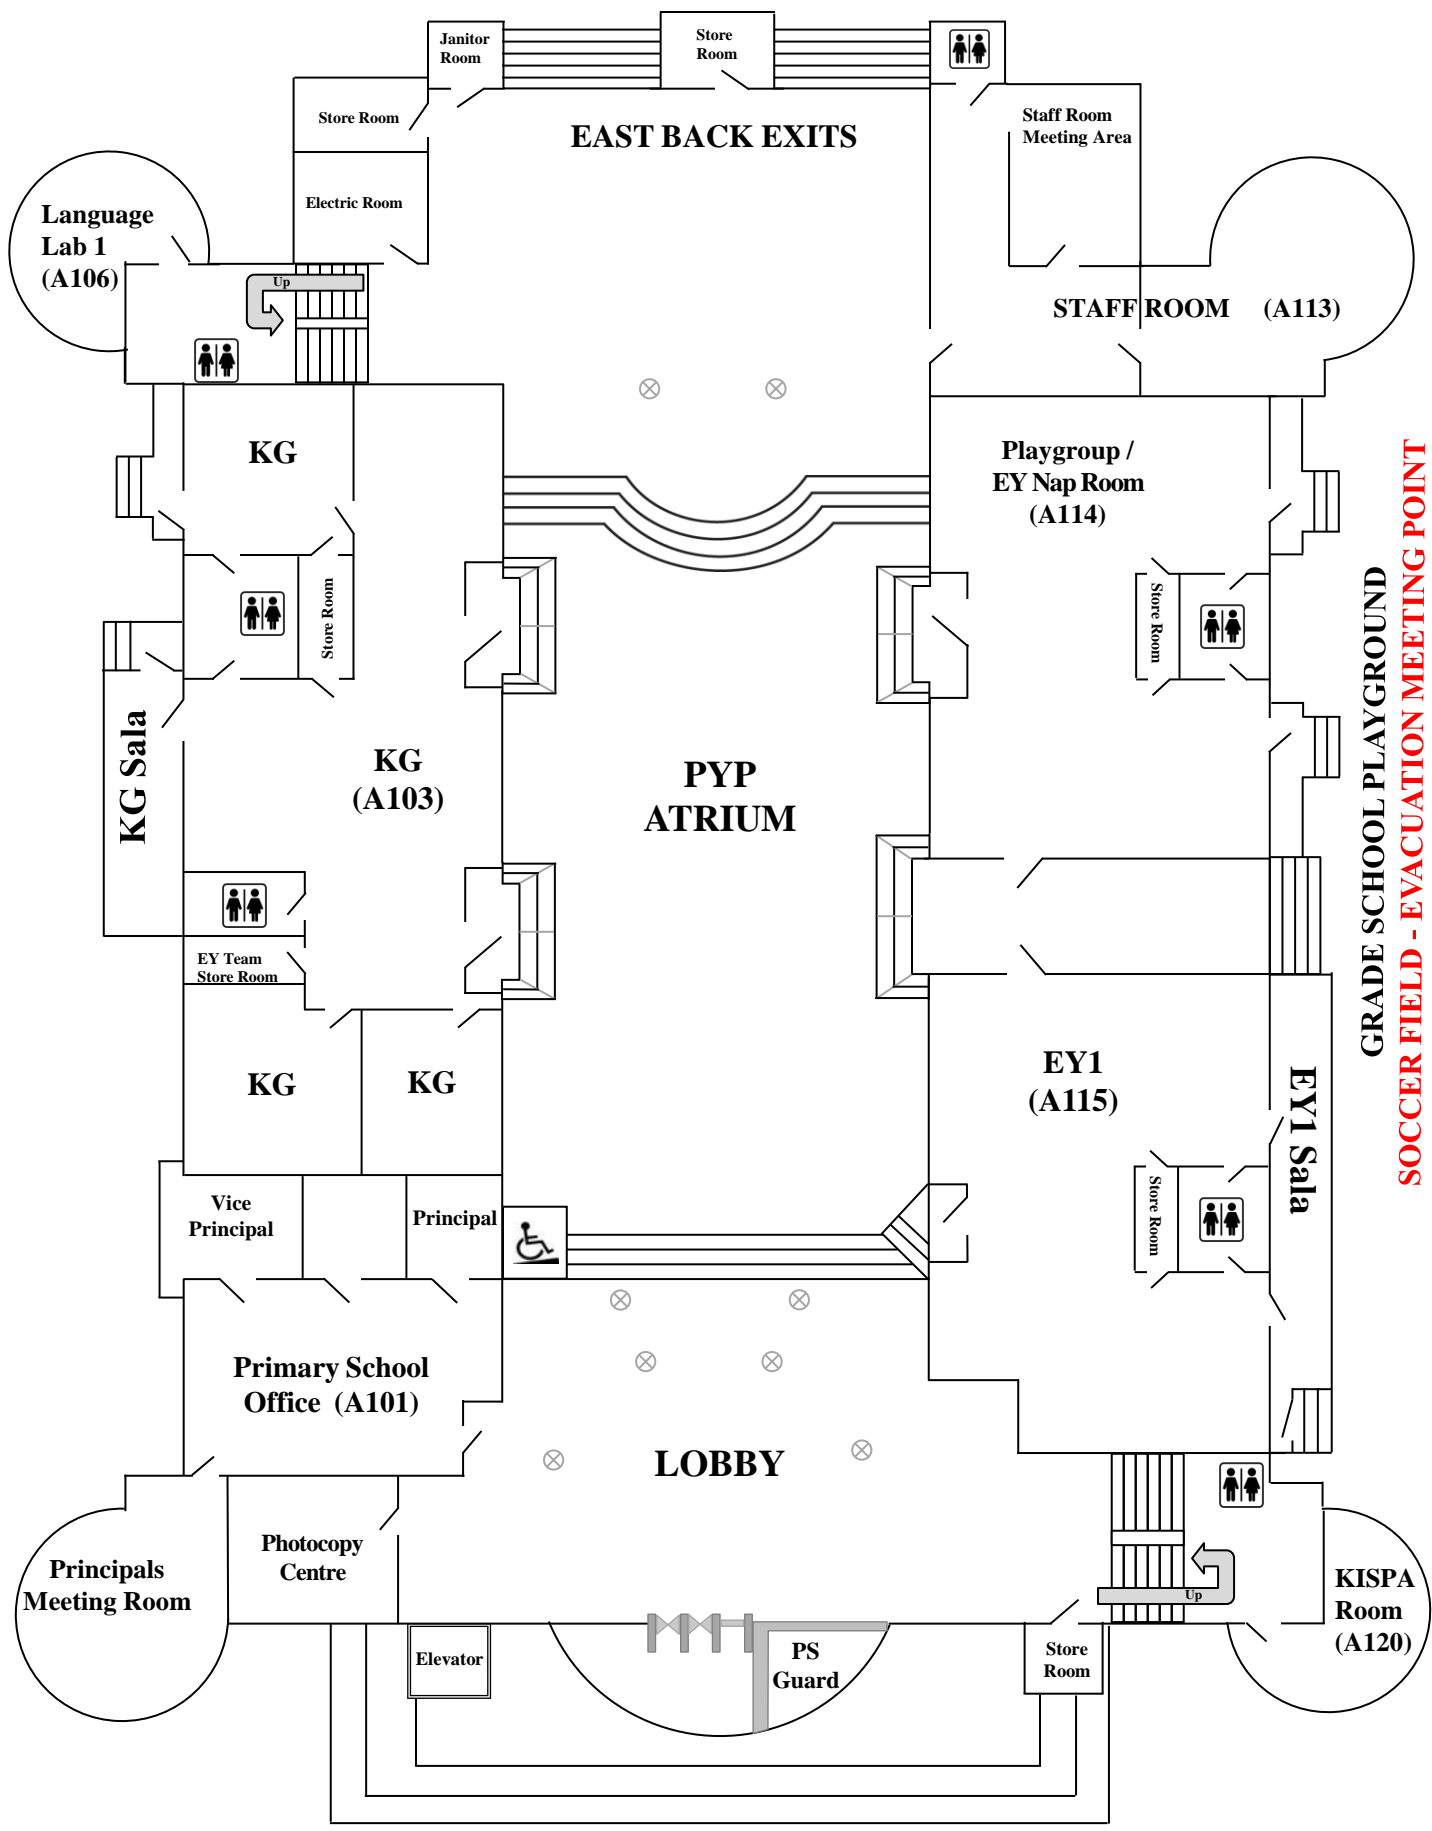 Janitor
Room
Store
Room
Store Room
EAST BACK EXITS
Staff Room
Meeting Area
Electric Room
Language
Lab 1
(A106)
Up
STAFF ROOM (A113)
KG
Playgroup /
EY Nap Room
(A114)
Store Room
Store Room
KG Sala
KG
(A103)
PYP
ATRIUM
GRADE SCHOOL PLAYGROUND
SOCCER FIELD - EVACUATION MEETING POINT
EY Team
Store Room
KG
KG
EY1
(A115)
EY1 Sala
Store Room
Vice
Principal
Principal
Primary School
Office (A101)
LOBBY
Photocopy
Centre
Principals
Meeting Room
Up
KISPA
Room
(A120)
Elevator
PS
Guard
Store
Room